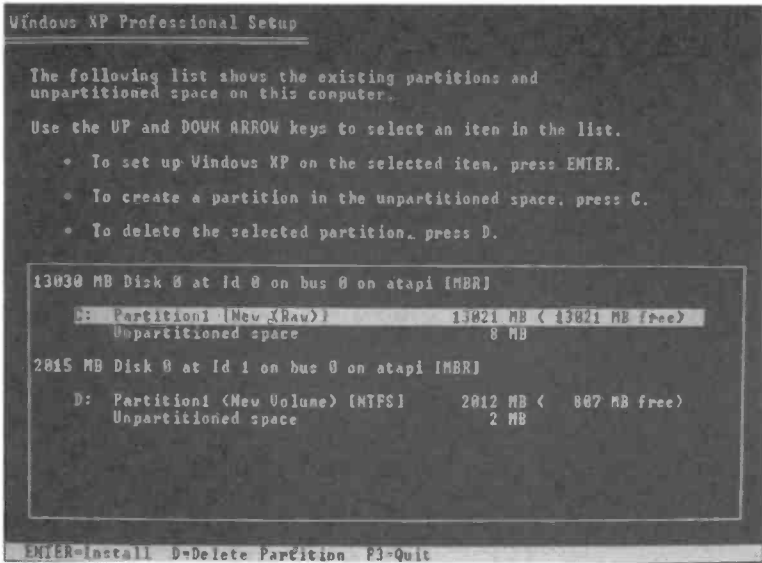 Windows XP Professional Setup
The following list shows the existing partitions and
unpartitioned space on this computer.
Use the UP and DOWN ARROW keys to select an item in the list.
• To set up Windows XP on the selected item, press ENTER.
• To create a partition in the unpartitioned space, press C.
• To delete the selected partition, press D.
13030 MB Disk 0 at Id 0 on bus 0 on atapi [MBR]
C: Partition1 [New (Raw)] 13021 MB ( 13021 MB free)
Unpartitioned space 8 MB
2015 MB Disk 0 at Id 1 on bus 0 on atapi [MBR]
D: Partition1 (New Volume) [NTFS] 2012 MB ( 807 MB free)
Unpartitioned space 2 MB
ENTER=Install D=Delete Partition F3=Quit